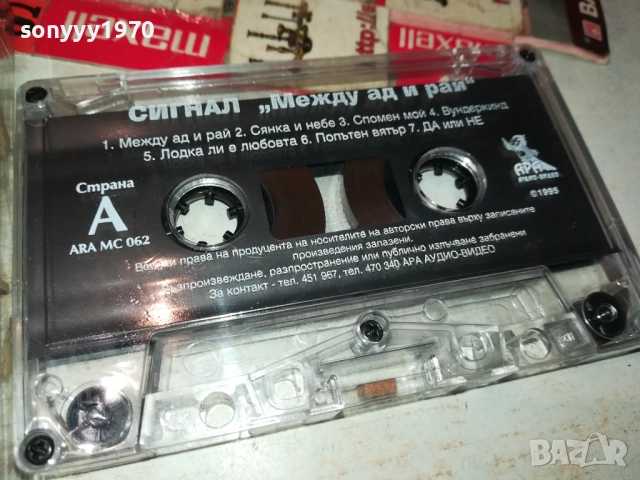 sonyyy1970
maxell
maxell
СИГНАЛ „Между ад и рай“
1. Между ад и рай 2. Сянка и небе 3. Спомен мой 4. Вундеркинд
5. Лодка ли е любовта 6. Попътен вятър 7. ДА или НЕ
АРА
АУДИО-ВИДЕО
©1995
Страна
А
ARA MC 062
права на продуцента на носителите на авторски права върху записаните
произведения запазени.
разпространение или публично излъчване забранени
За контакт - тел. 451 967, тел. 470 340 АРА АУДИО-ВИДЕО
BAZAR
bg